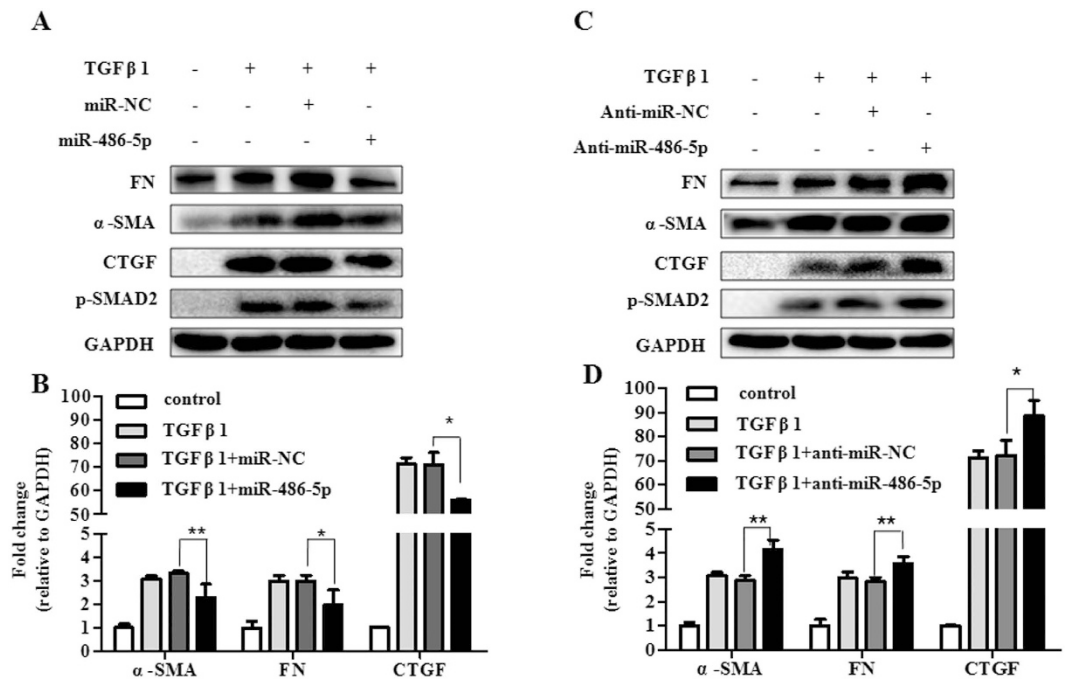 A
TGFβ1 - + + +
miR-NC - - + -
miR-486-5p - - - +
FN
α-SMA
CTGF
p-SMAD2
GAPDH
B
Fold change
(relative to GAPDH)
100
90
80
70
60
50
5
4
3
2
1
0
control
TGFβ1
TGFβ1+miR-NC
TGFβ1+miR-486-5p
**
*
*
α-SMA FN CTGF
C
TGFβ1 - + + +
Anti-miR-NC - - + -
Anti-miR-486-5p - - - +
FN
α-SMA
CTGF
p-SMAD2
GAPDH
D
Fold change
(relative to GAPDH)
100
90
80
70
60
50
5
4
3
2
1
0
control
TGFβ1
TGFβ1+anti-miR-NC
TGFβ1+anti-miR-486-5p
**
**
*
α-SMA FN CTGF